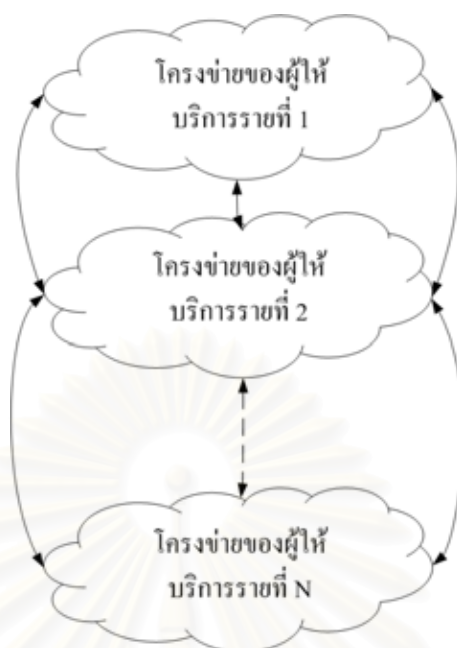 โครงข่ายของผู้ให้
บริการรายที่ 1
โครงข่ายของผู้ให้
บริการรายที่ 2
โครงข่ายของผู้ให้
บริการรายที่ N